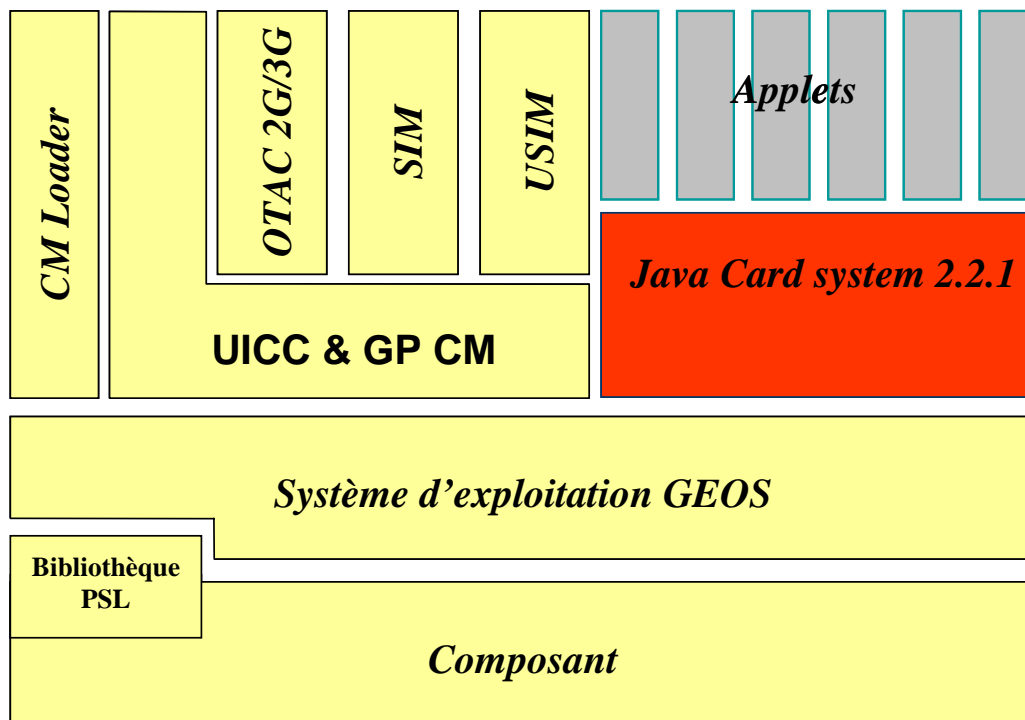 CM Loader
OTAC 2G/3G
SIM
USIM
Applets
Java Card system 2.2.1
UICC & GP CM
Système d’exploitation GEOS
Bibliothèque
PSL
Composant